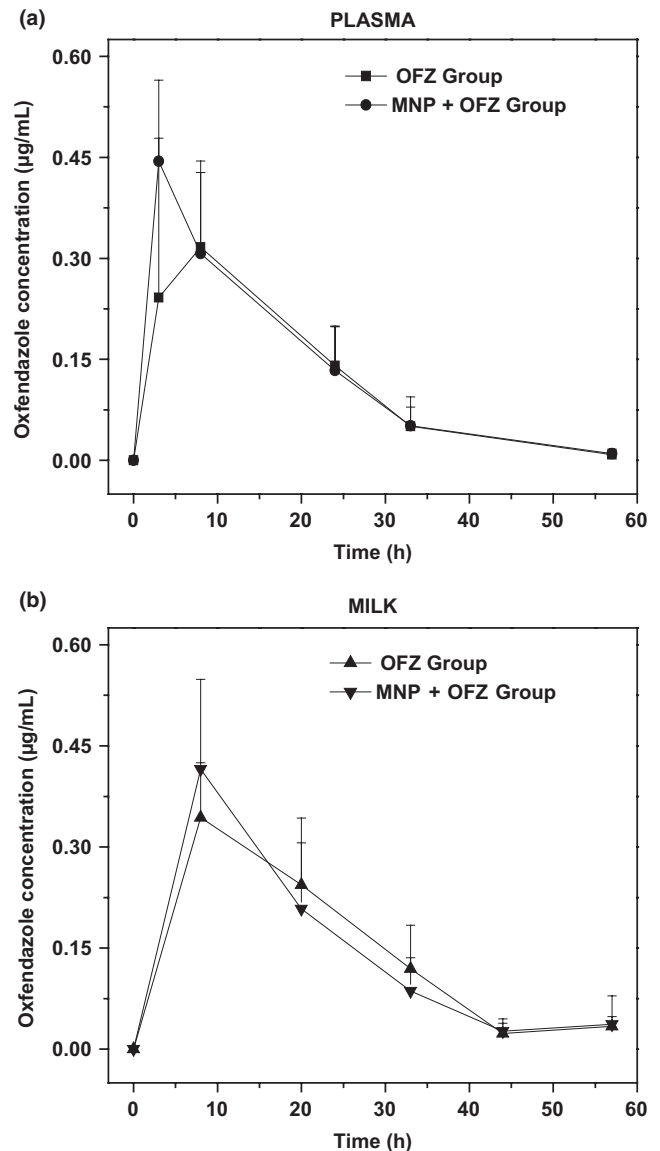 (a)
PLASMA
OFZ Group
MNP + OFZ Group
Oxfendazole concentration (µg/mL)
0.60
0.45
0.30
0.15
0.00
0 10 20 30 40 50 60
Time (h)
(b)
MILK
OFZ Group
MNP + OFZ Group
Oxfendazole concentration (µg/mL)
0.60
0.45
0.30
0.15
0.00
0 10 20 30 40 50 60
Time (h)